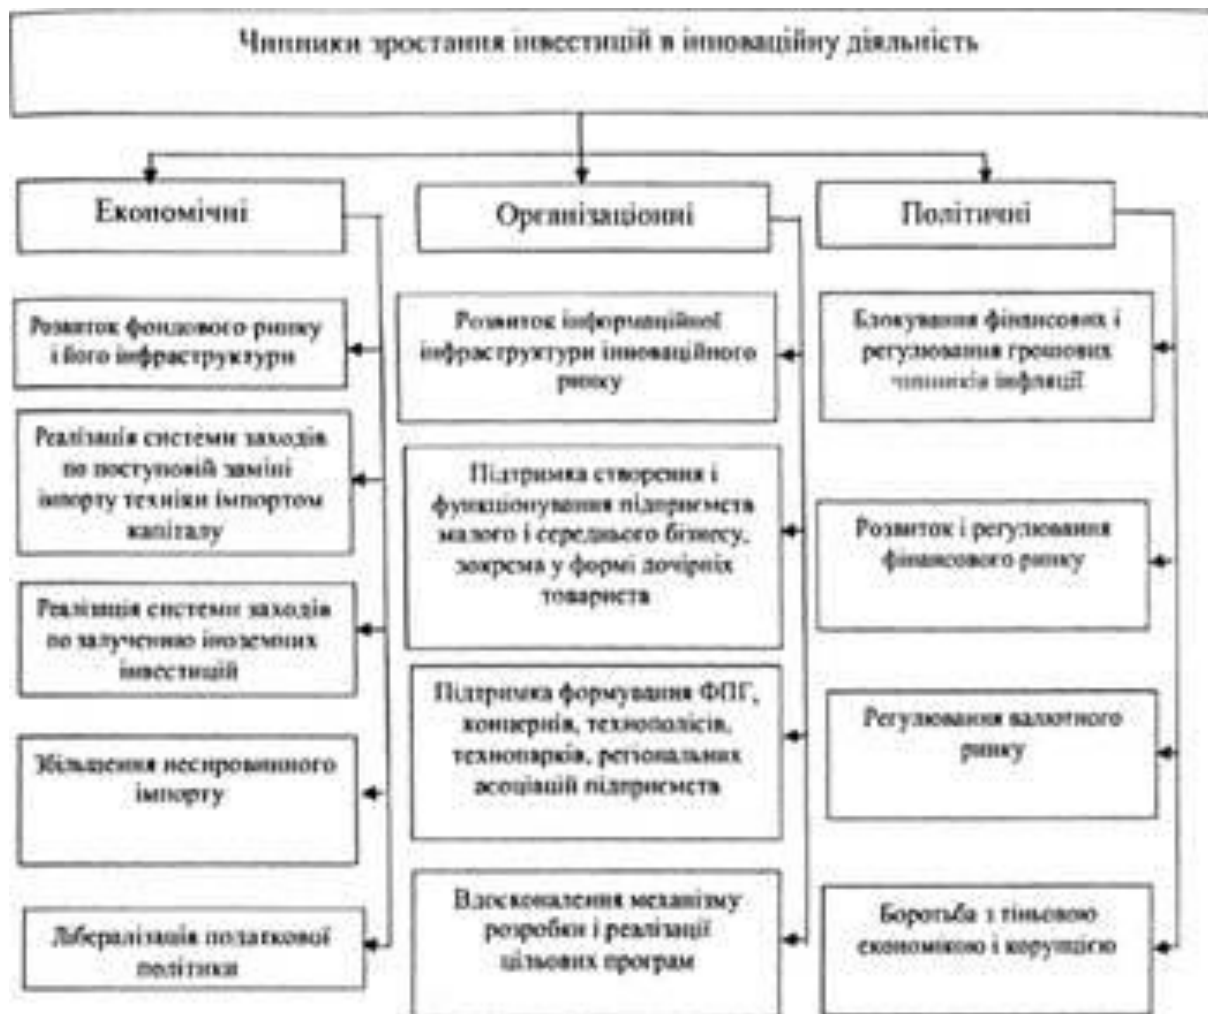 Чинники зростання інвестицій в інноваційну діяльність
Економічні
Організаціонні
Політичні
Розвиток фондового ринку
і його інфраструктури
Реалізація системи заходів
по поступовій заміні
імпорту техніки імпортом
капіталу
Реалізація системи заходів
по залученню іноземних
інвестицій
Збільшення несировинного
імпорту
Лібералізація податкової
політики
Розвиток інформаційної
інфраструктури інноваційного
ринку
Підтримка створення і
функціонування підприємств
малого і середнього бізнесу,
зокрема у формі дочірніх
товариств
Підтримка формування ФПГ,
концернів, технополісів,
технопарків, регіональних
асоціацій підприємств
Вдосконалення механізму
розробки і реалізації
цільових програм
Блокування фінансових і
регулювання грошових
чинників інфляції
Розвиток і регулювання
фінансового ринку
Регулювання валютного
ринку
Боротьба з тіньовою
економікою і корупцією